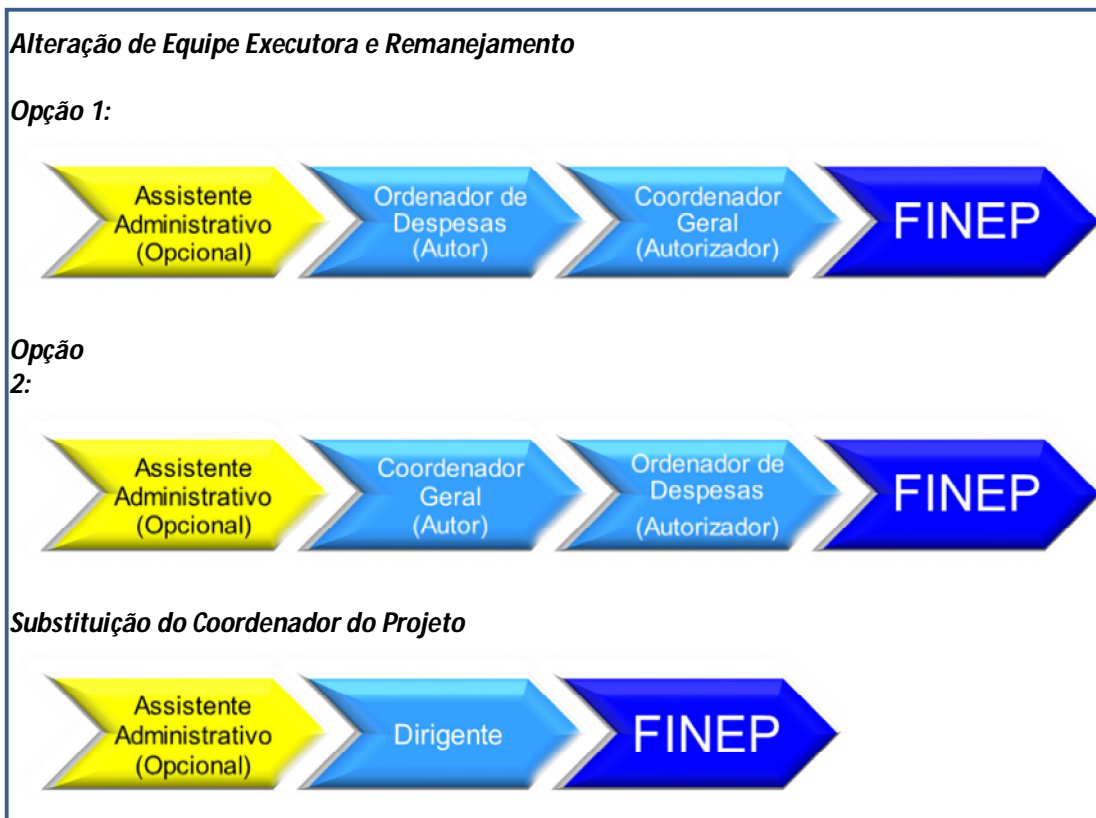 Alteração de Equipe Executora e Remanejamento
Opção 1:
Assistente
Administrativo
(Opcional)
Ordenador de
Despesas
(Autor)
Coordenador
Geral
(Autorizador)
FINEP
Opção
2:
Assistente
Administrativo
(Opcional)
Coordenador
Geral
(Autor)
Ordenador de
Despesas
(Autorizador)
FINEP
Substituição do Coordenador do Projeto
Assistente
Administrativo
(Opcional)
Dirigente
FINEP